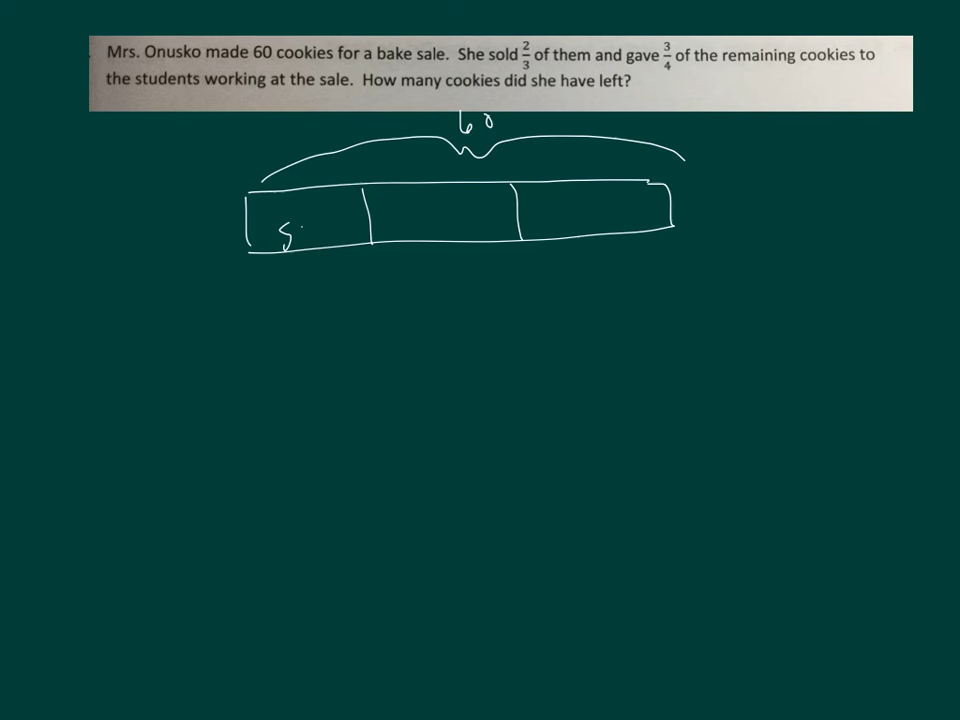 Mrs. Onusko made 60 cookies for a bake sale. She sold 2/3 of them and gave 3/4 of the remaining cookies to
the students working at the sale. How many cookies did she have left?
60
S